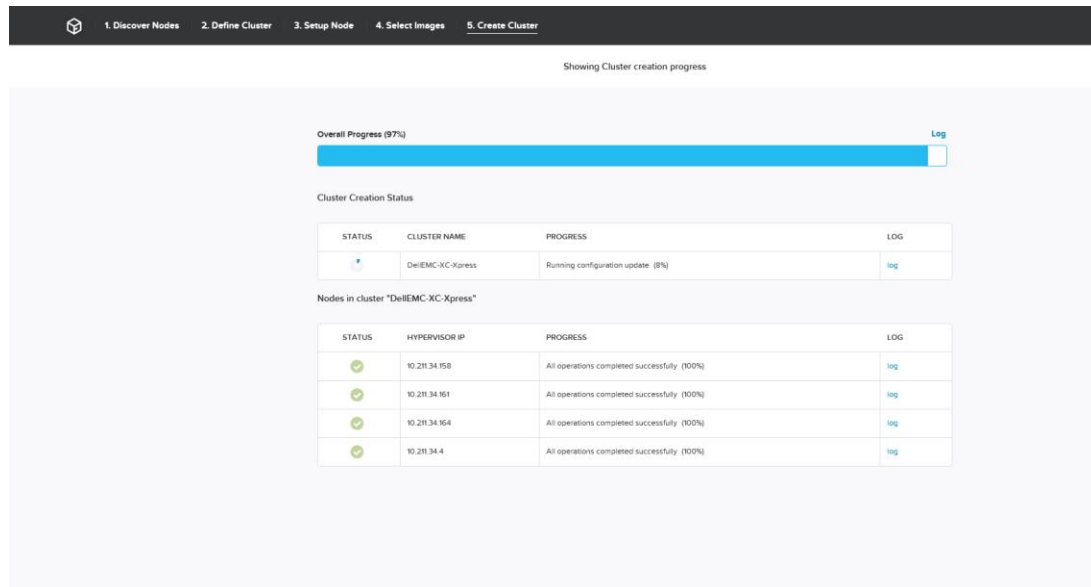 1. Discover Nodes 2. Define Cluster 3. Setup Node 4. Select Images 5. Create Cluster
Showing Cluster creation progress
Overall Progress (97%) Log
Cluster Creation Status
STATUS CLUSTER NAME PROGRESS LOG
DellEMC-XC-Xpress Running configuration update (8%) log
Nodes in cluster "DellEMC-XC-Xpress"
STATUS HYPERVISOR IP PROGRESS LOG
10.211.34.158 All operations completed successfully (100%) log
10.211.34.161 All operations completed successfully (100%) log
10.211.34.164 All operations completed successfully (100%) log
10.211.34.4 All operations completed successfully (100%) log